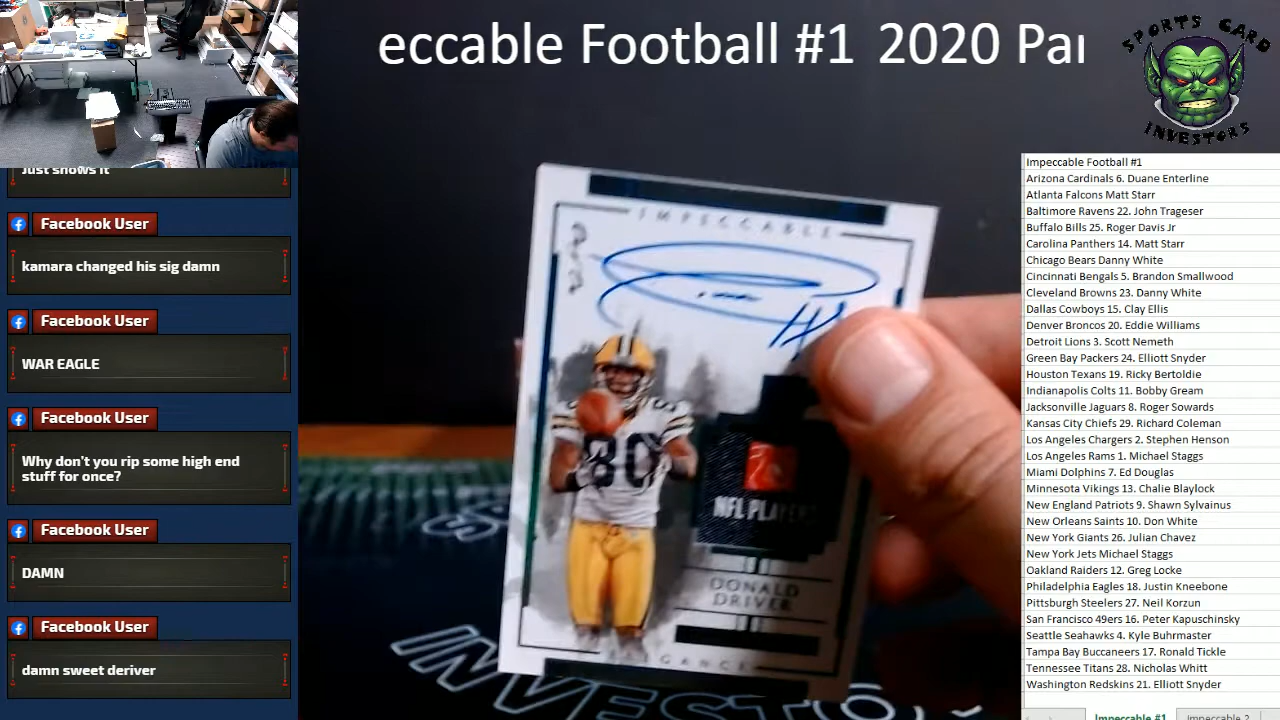 eccable Football #1 2020 Par
SPORTS CARD
INVESTORS
Just shows it
Facebook User
kamara changed his sig damn
Facebook User
WAR EAGLE
Facebook User
Why don't you rip some high end
stuff for once?
Facebook User
DAMN
Facebook User
damn sweet deriver
IMPECCABLE
2/2
80
NFL PLAYER
DONALD
DRIVER
ELEGANCE
INVESTO
Impeccable Football #1
Arizona Cardinals 6. Duane Enterline
Atlanta Falcons Matt Starr
Baltimore Ravens 22. John Trageser
Buffalo Bills 25. Roger Davis Jr
Carolina Panthers 14. Matt Starr
Chicago Bears Danny White
Cincinnati Bengals 5. Brandon Smallwood
Cleveland Browns 23. Danny White
Dallas Cowboys 15. Clay Ellis
Denver Broncos 20. Eddie Williams
Detroit Lions 3. Scott Nemeth
Green Bay Packers 24. Elliott Snyder
Houston Texans 19. Ricky Bertoldie
Indianapolis Colts 11. Bobby Gream
Jacksonville Jaguars 8. Roger Sowards
Kansas City Chiefs 29. Richard Coleman
Los Angeles Chargers 2. Stephen Henson
Los Angeles Rams 1. Michael Staggs
Miami Dolphins 7. Ed Douglas
Minnesota Vikings 13. Chalie Blaylock
New England Patriots 9. Shawn Sylvainus
New Orleans Saints 10. Don White
New York Giants 26. Julian Chavez
New York Jets Michael Staggs
Oakland Raiders 12. Greg Locke
Philadelphia Eagles 18. Justin Kneebone
Pittsburgh Steelers 27. Neil Korzun
San Francisco 49ers 16. Peter Kapuschinsky
Seattle Seahawks 4. Kyle Buhrmaster
Tampa Bay Buccaneers 17. Ronald Tickle
Tennessee Titans 28. Nicholas Whitt
Washington Redskins 21. Elliott Snyder
Impeccable #1 Impeccable 2